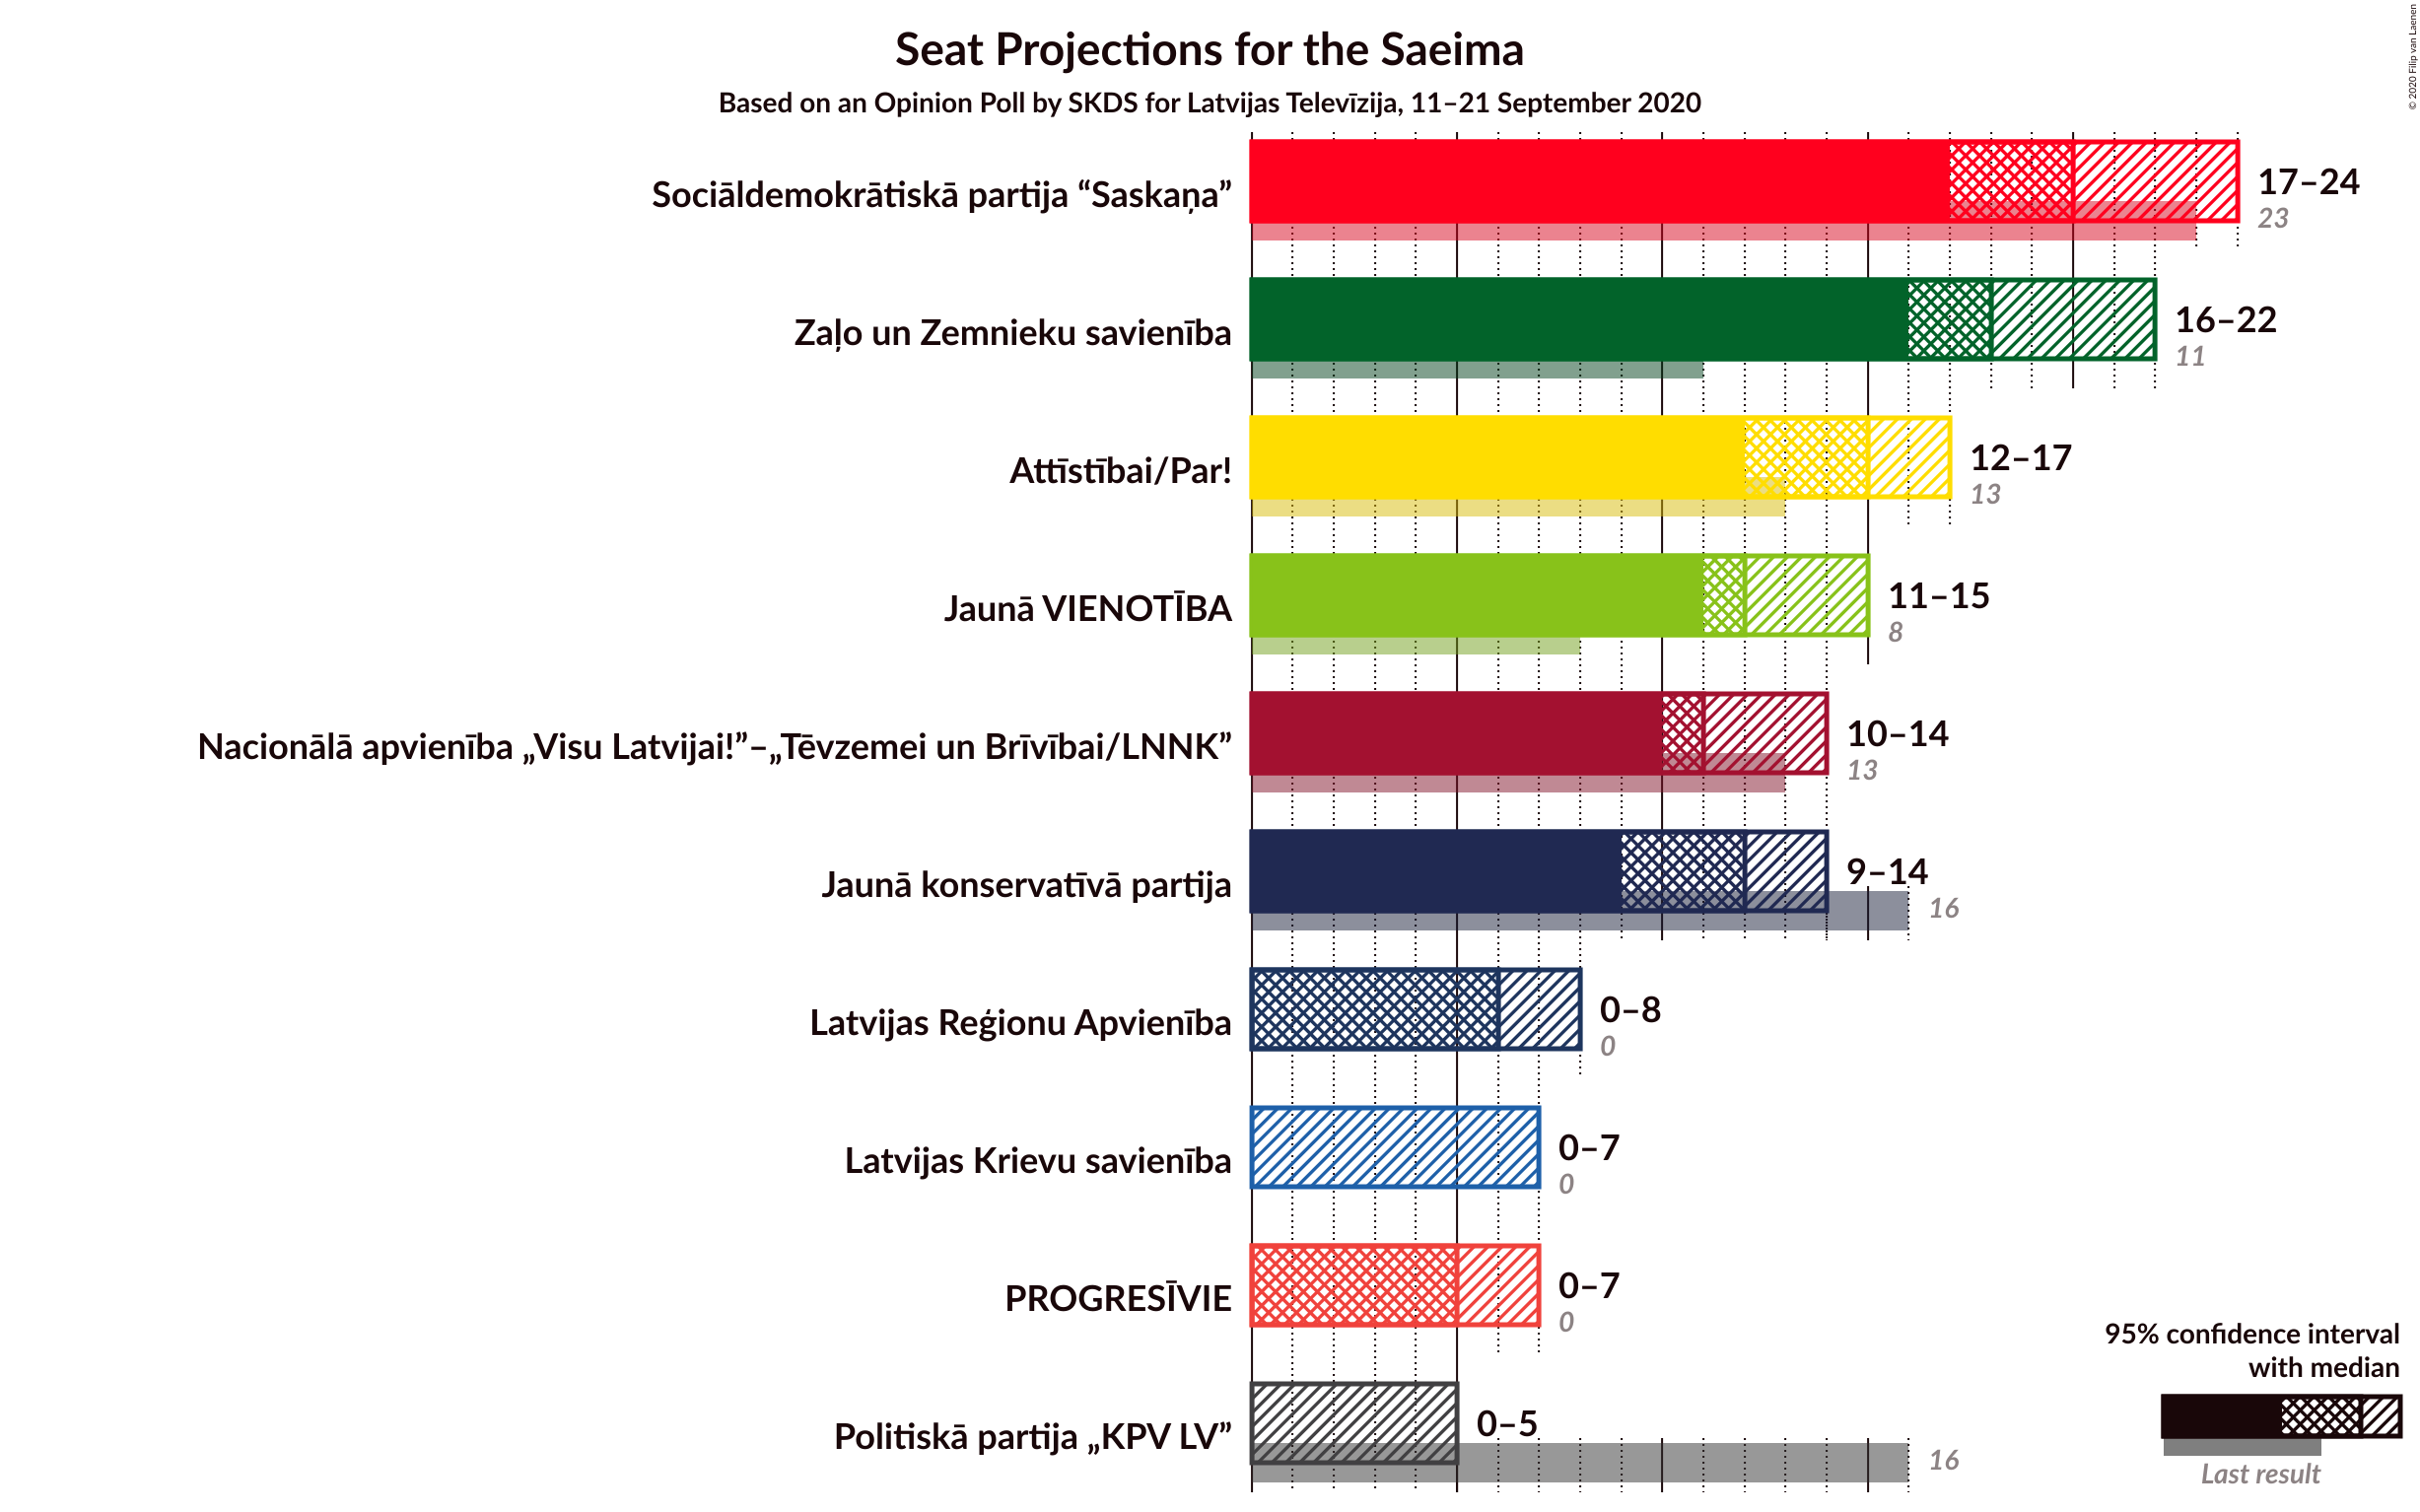 Seat Projections for the Saeima
Based on an Opinion Poll by SKDS for Latvijas Televīzija, 11–21 September 2020
© 2020 Filip van Laenen
Sociāldemokrātiskā partija “Saskaņa”
17–24
23
Zaļo un Zemnieku savienība
16–22
11
Attīstībai/Par!
12–17
13
Jaunā VIENOTĪBA
11–15
8
Nacionālā apvienība „Visu Latvijai!”–„Tēvzemei un Brīvībai/LNNK”
10–14
13
Jaunā konservatīvā partija
9–14
16
Latvijas Reģionu Apvienība
0–8
0
Latvijas Krievu savienība
0–7
0
PROGRESĪVIE
0–7
0
Politiskā partija „KPV LV”
0–5
16
95% confidence interval
with median
Last result